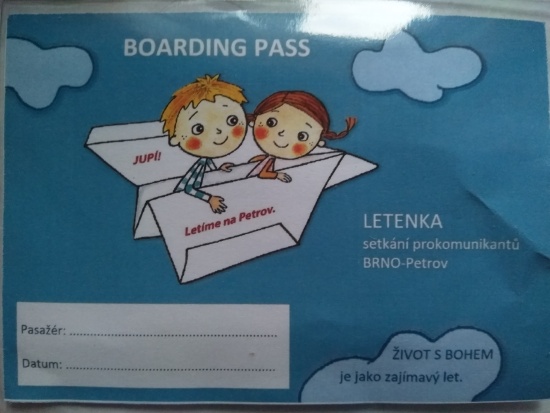 BOARDING PASS
JUPÍ!
Letíme na Petrov.
LETENKA
setkání prokomunikantů
BRNO-Petrov
Pasažér: ................................................
Datum: ................................................
ŽIVOT S BOHEM
je jako zajímavý let.